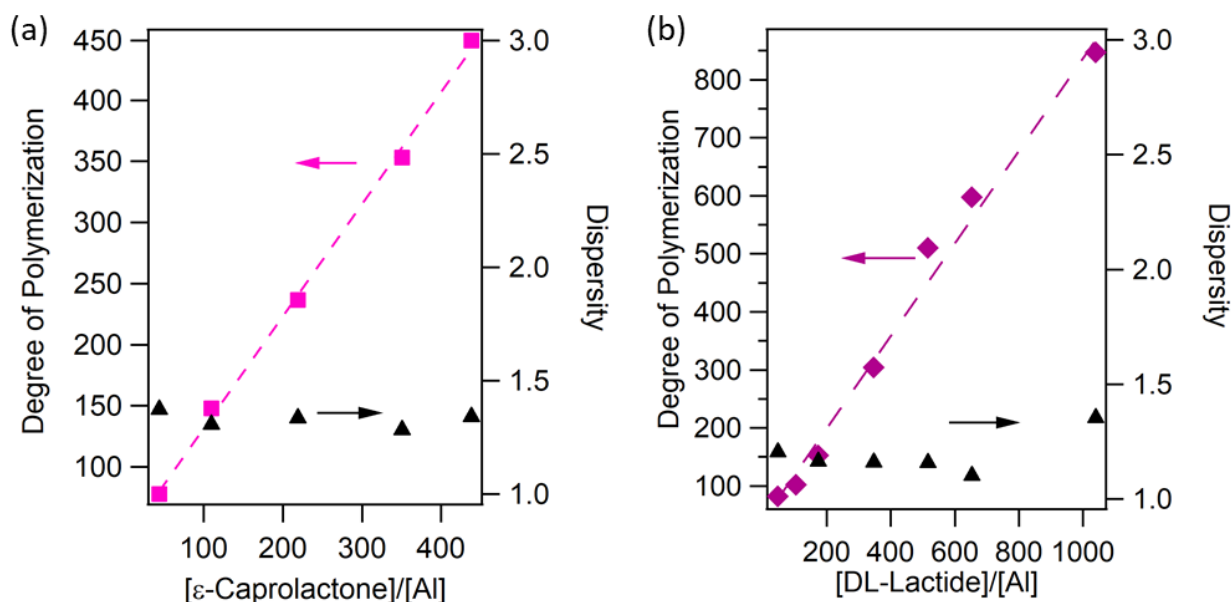 (a)
450
400
350
300
250
200
150
100
Degree of Polymerization
3.0
2.5
2.0
1.5
1.0
Dispersity
100 200 300 400
[ε-Caprolactone]/[Al]
(b)
800
700
600
500
400
300
200
100
Degree of Polymerization
3.0
2.5
2.0
1.5
1.0
Dispersity
200 400 600 800 1000
[DL-Lactide]/[Al]